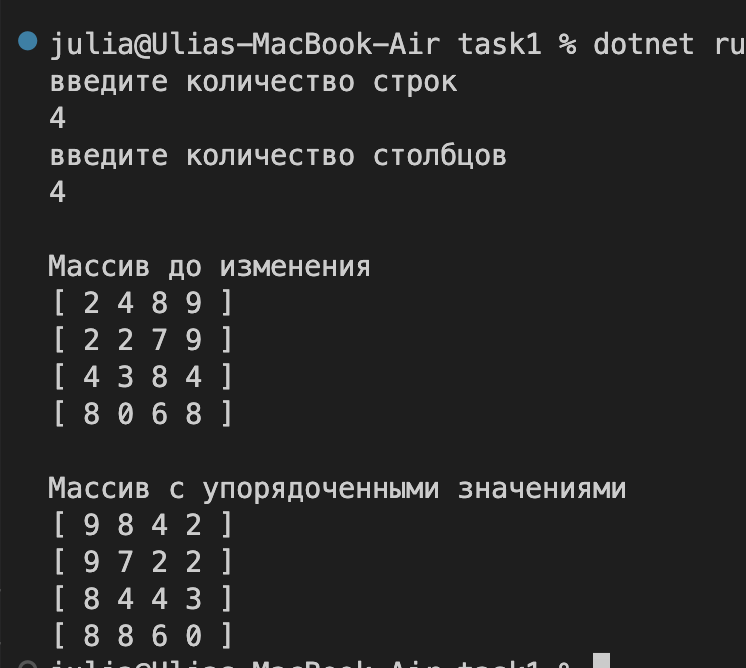 julia@Ulias-MacBook-Air task1 % dotnet ru
введите количество строк
4
введите количество столбцов
4
Массив до изменения
[ 2 4 8 9 ]
[ 2 2 7 9 ]
[ 4 3 8 4 ]
[ 8 0 6 8 ]
Массив с упорядоченными значениями
[ 9 8 4 2 ]
[ 9 7 2 2 ]
[ 8 4 4 3 ]
[ 8 8 6 0 ]
julia@Ulias-MacBook-Air task1 %